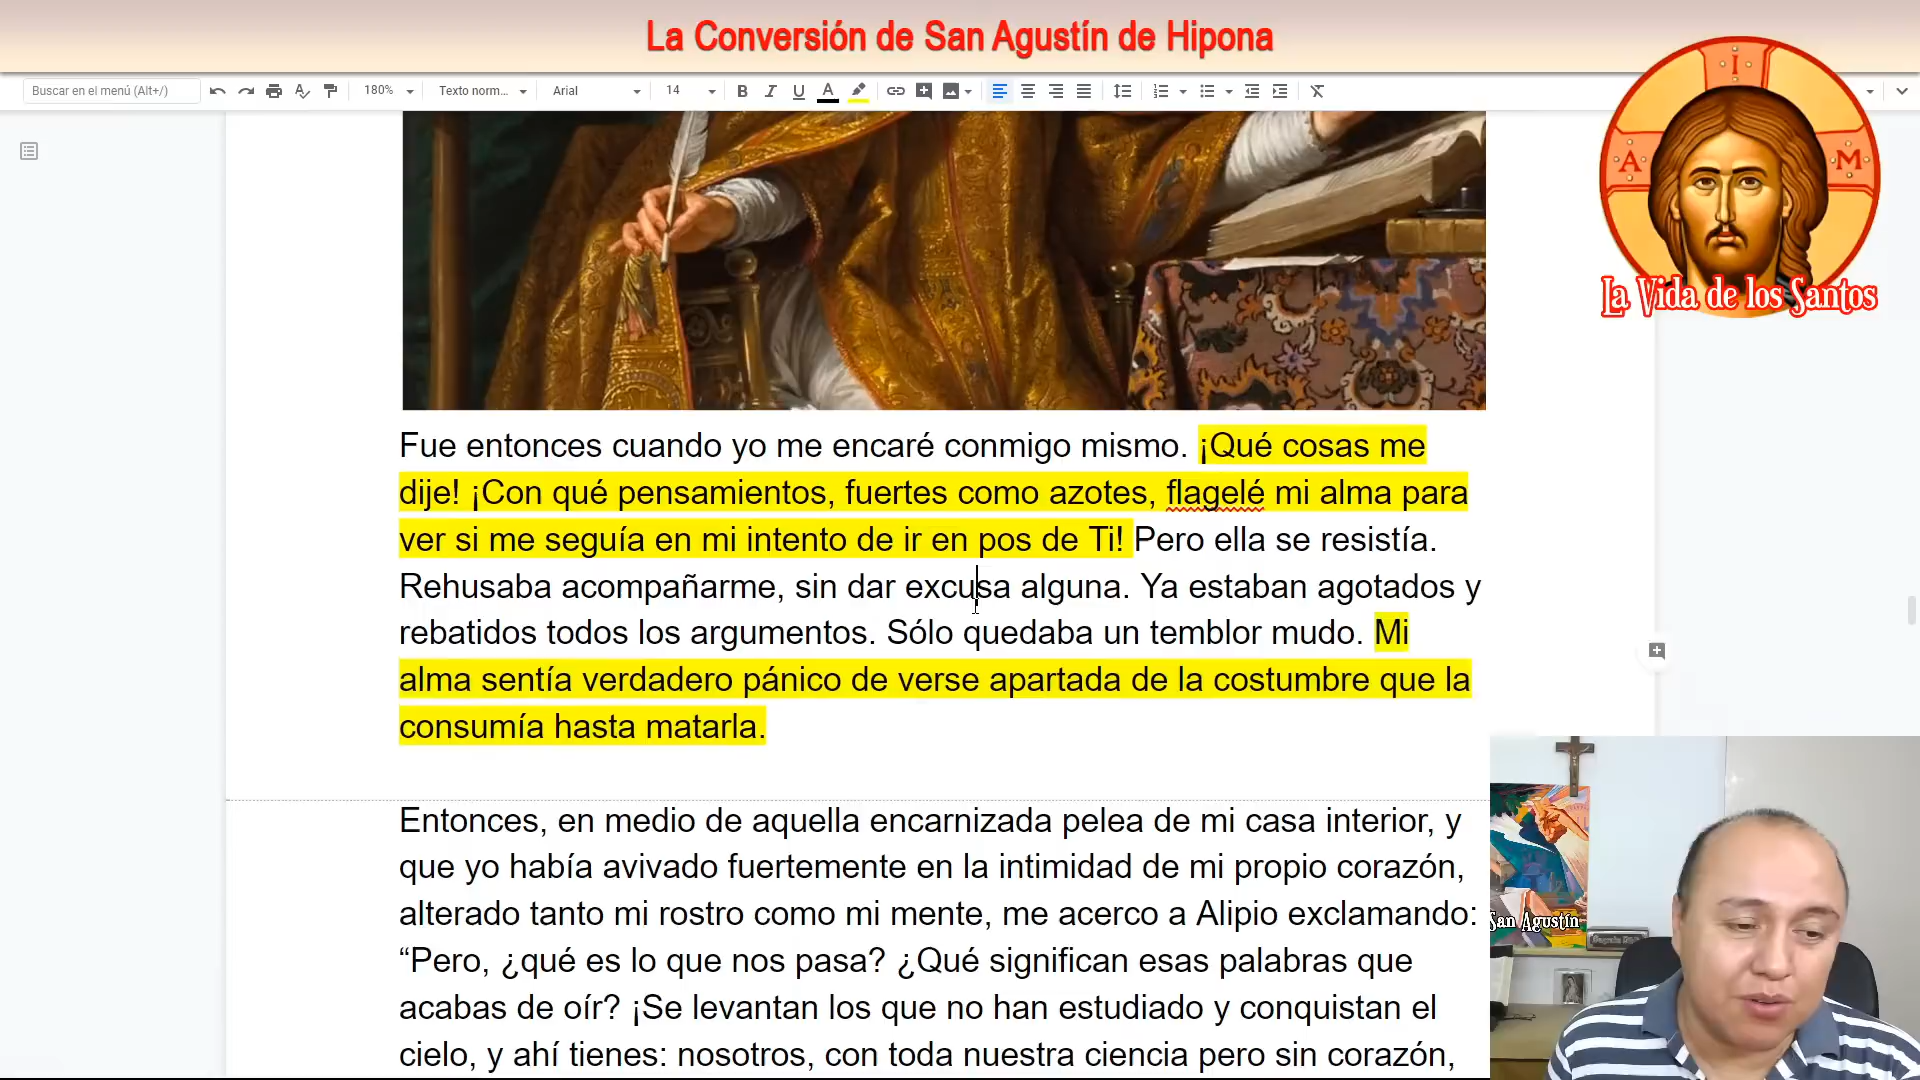 La Conversión de San Agustín de Hipona
Buscar en el menú (Alt+/)
180%
Texto norm...
Arial
14
B I U A
I
A M
La Vida de los Santos
Fue entonces cuando yo me encaré conmigo mismo. ¡Qué cosas me
dije! ¡Con qué pensamientos, fuertes como azotes, flagelé mi alma para
ver si me seguía en mi intento de ir en pos de Ti! Pero ella se resistía.
Rehusaba acompañarme, sin dar excusa alguna. Ya estaban agotados y
rebatidos todos los argumentos. Sólo quedaba un temblor mudo. Mi
alma sentía verdadero pánico de verse apartada de la costumbre que la
consumía hasta matarla.
Entonces, en medio de aquella encarnizada pelea de mi casa interior, y
que yo había avivado fuertemente en la intimidad de mi propio corazón,
alterado tanto mi rostro como mi mente, me acerco a Alipio exclamando:
“Pero, ¿qué es lo que nos pasa? ¿Qué significan esas palabras que
acabas de oír? ¡Se levantan los que no han estudiado y conquistan el
cielo, y ahí tienes: nosotros, con toda nuestra ciencia pero sin corazón,
San Agustín